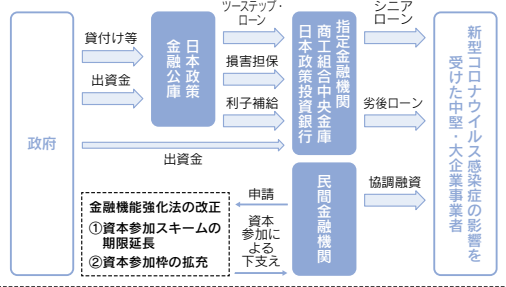 政府
貸付け等
出資金
日本政策
金融公庫
ツーステップ・
ローン
損害担保
利子補給
出資金
指定金融機関
商工組合中央金庫
日本政策投資銀行
シニア
ローン
劣後ローン
新型コロナウイルス感染症の影響を
受けた中堅・大企業事業者
金融機能強化法の改正
①資本参加スキームの
期限延長
②資本参加枠の拡充
申請
資本
参加に
よる
下支え
民間金融機関
協調融資